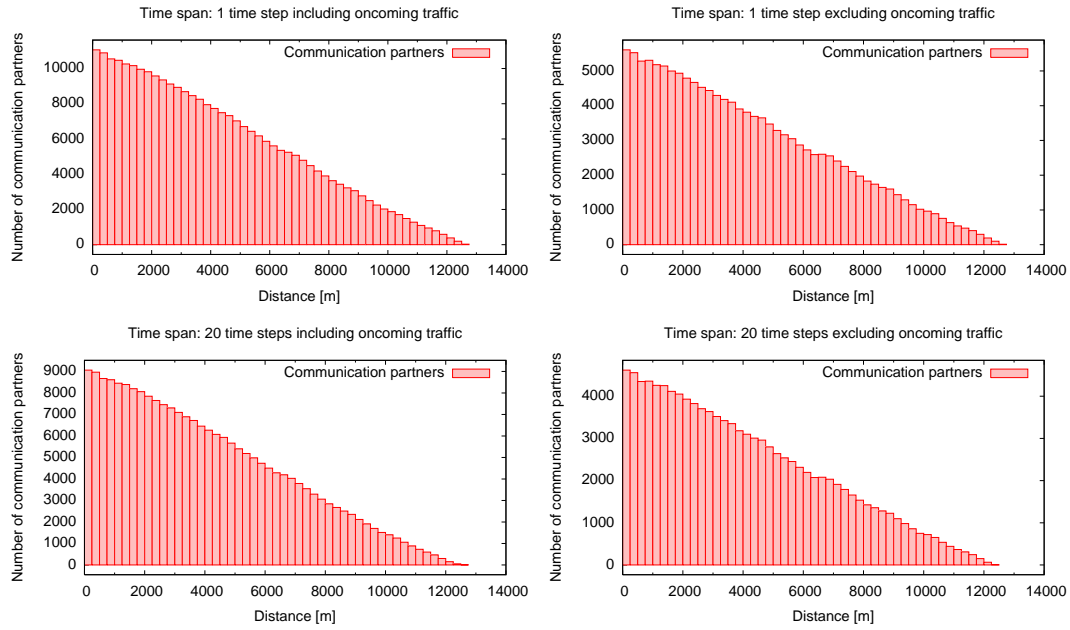 Time span: 1 time step including oncoming traffic
Number of communication partners
10000
8000
6000
4000
2000
0
Communication partners
0 2000 4000 6000 8000 10000 12000 14000
Distance [m]
Time span: 1 time step excluding oncoming traffic
Number of communication partners
5000
4000
3000
2000
1000
0
Communication partners
0 2000 4000 6000 8000 10000 12000 14000
Distance [m]
Time span: 20 time steps including oncoming traffic
Number of communication partners
9000
8000
7000
6000
5000
4000
3000
2000
1000
0
Communication partners
0 2000 4000 6000 8000 10000 12000 14000
Distance [m]
Time span: 20 time steps excluding oncoming traffic
Number of communication partners
4000
3000
2000
1000
0
Communication partners
0 2000 4000 6000 8000 10000 12000 14000
Distance [m]